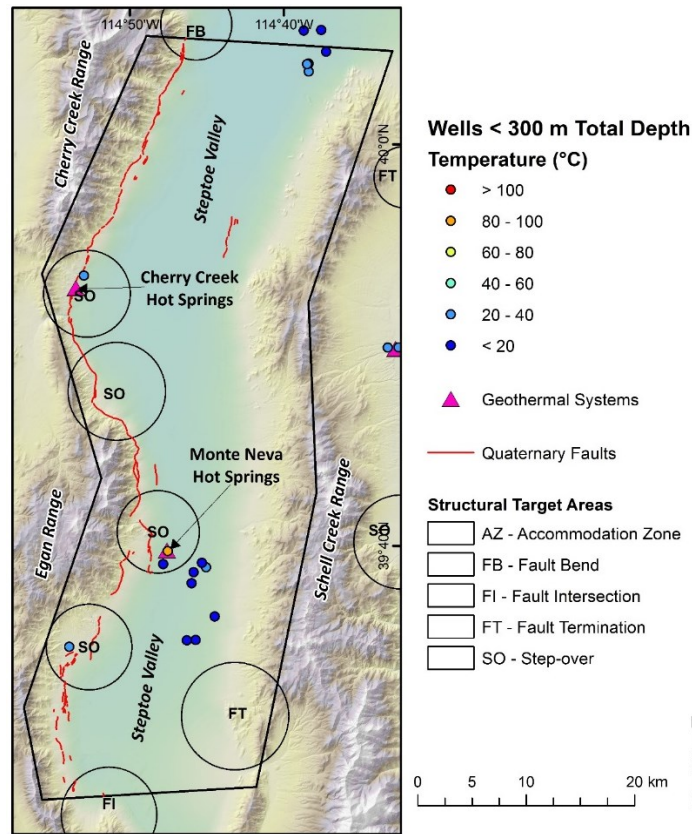 114°50'W
114°40'W
FB
Cherry Creek Range
Steptoe Valley
40°0'N
FT
SO
Cherry Creek
Hot Springs
SO
Monte Neva
Hot Springs
Egan Range
SO
39°40'N
SO
Schell Creek Range
SO
Steptoe Valley
FT
FI
Wells < 300 m Total Depth
Temperature (°C)
> 100
80 - 100
60 - 80
40 - 60
20 - 40
< 20
Geothermal Systems
Quaternary Faults
Structural Target Areas
AZ - Accommodation Zone
FB - Fault Bend
FI - Fault Intersection
FT - Fault Termination
SO - Step-over
0 5 10 20 km